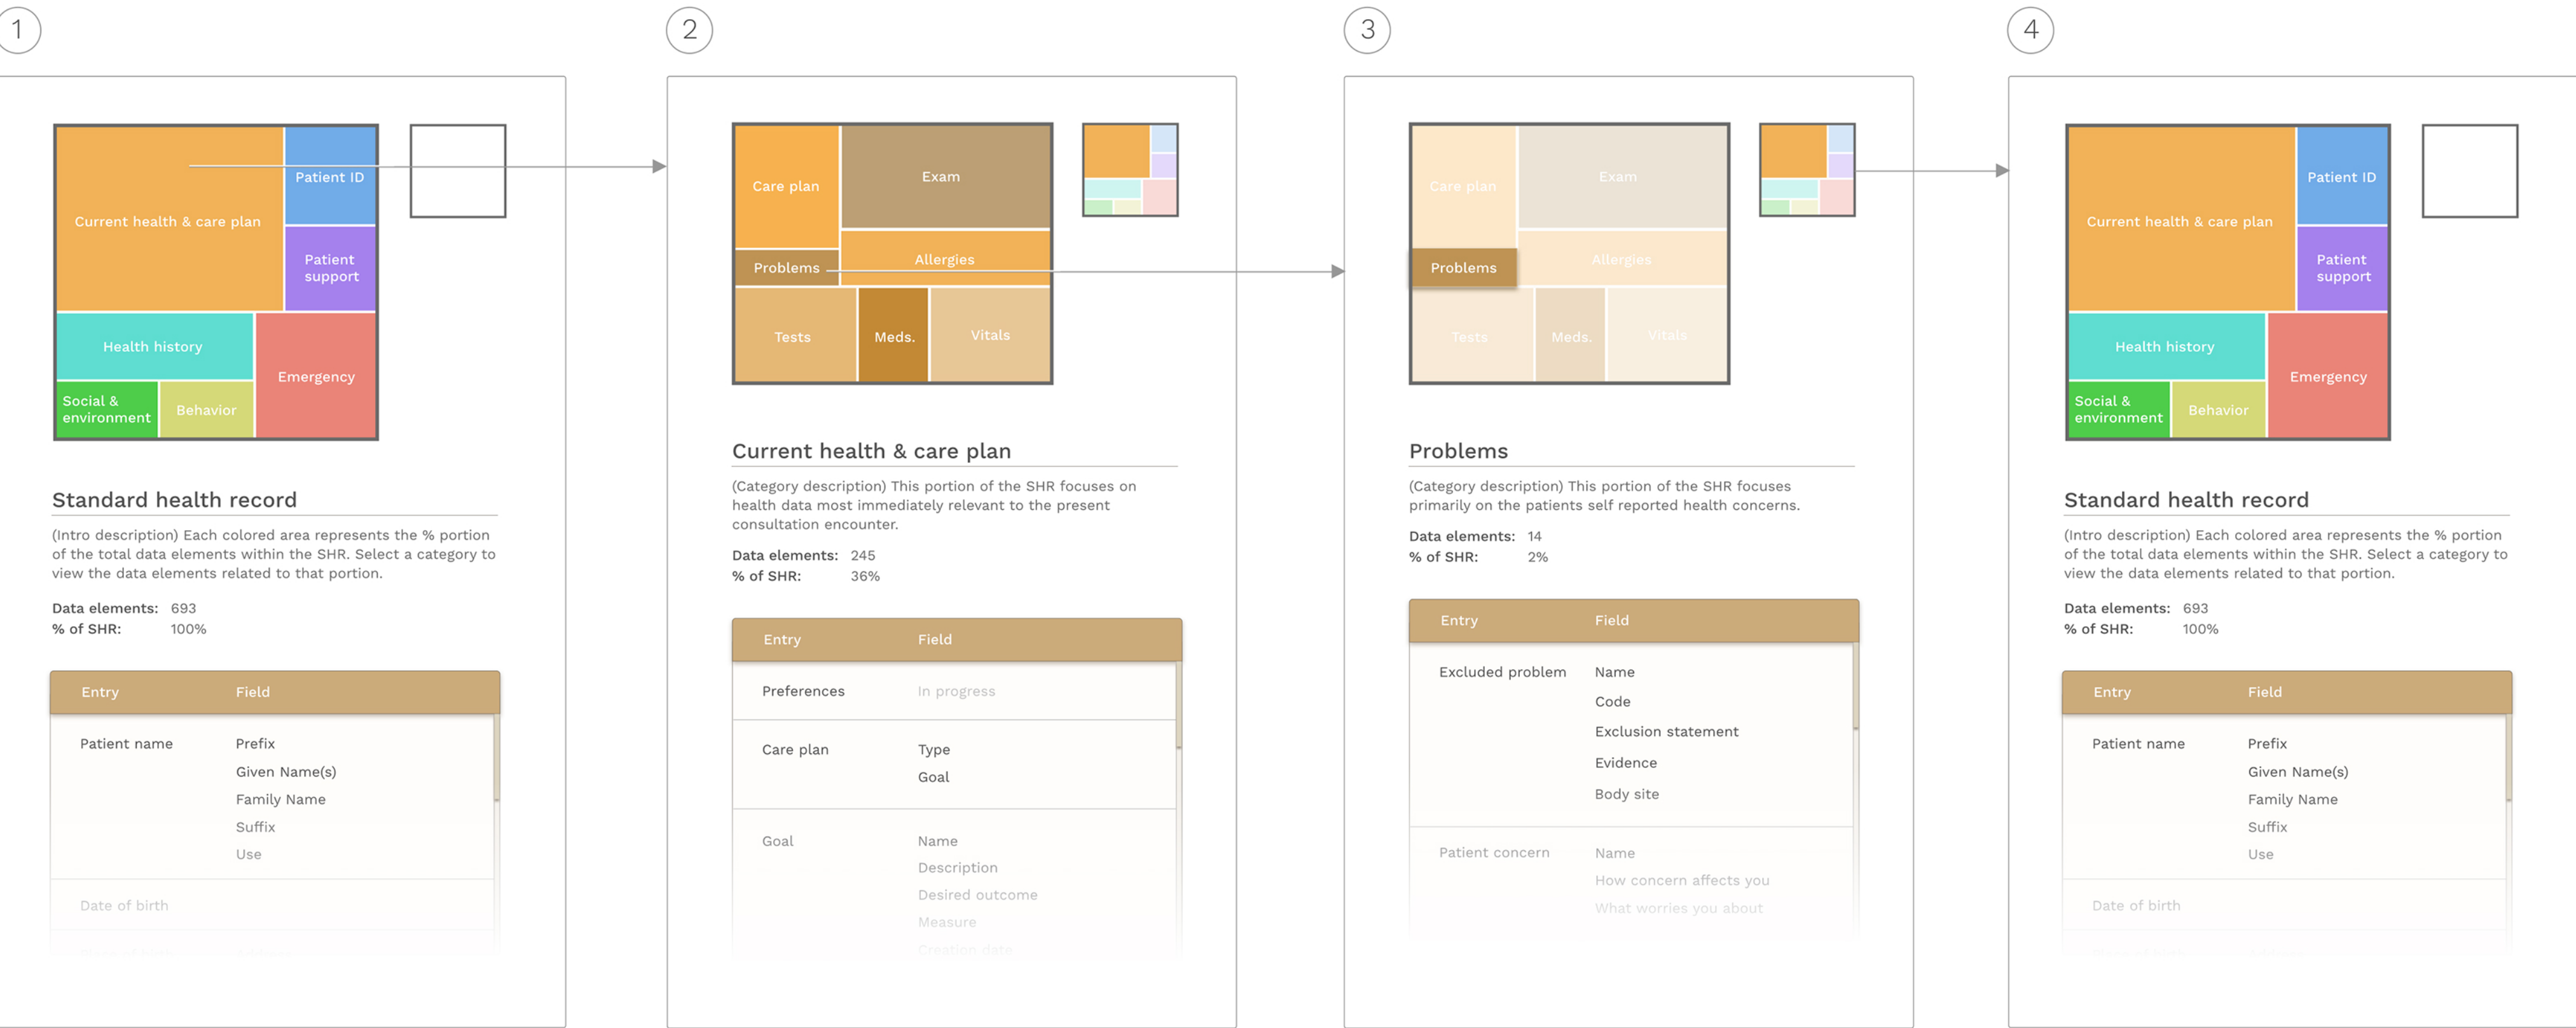 1
Current health & care plan
Patient ID
Patient
support
Health history
Emergency
Social &
environment
Behavior
Standard health record
(Intro description) Each colored area represents the % portion
of the total data elements within the SHR. Select a category to
view the data elements related to that portion.
Data elements: 693
% of SHR: 100%
Entry Field
Patient name Prefix
Given Name(s)
Family Name
Suffix
Use
Date of birth
2
Care plan
Exam
Problems
Allergies
Tests
Meds.
Vitals
Current health & care plan
(Category description) This portion of the SHR focuses on
health data most immediately relevant to the present
consultation encounter.
Data elements: 245
% of SHR: 36%
Entry Field
Preferences In progress
Care plan Type
Goal
Goal Name
Description
Desired outcome
Measure
Creation date
3
Care plan
Exam
Problems
Allergies
Tests
Meds.
Vitals
Problems
(Category description) This portion of the SHR focuses
primarily on the patients self reported health concerns.
Data elements: 14
% of SHR: 2%
Entry Field
Excluded problem Name
Code
Exclusion statement
Evidence
Body site
Patient concern Name
How concern affects you
What worries you about
4
Current health & care plan
Patient ID
Patient
support
Health history
Emergency
Social &
environment
Behavior
Standard health record
(Intro description) Each colored area represents the % portion
of the total data elements within the SHR. Select a category to
view the data elements related to that portion.
Data elements: 693
% of SHR: 100%
Entry Field
Patient name Prefix
Given Name(s)
Family Name
Suffix
Use
Date of birth